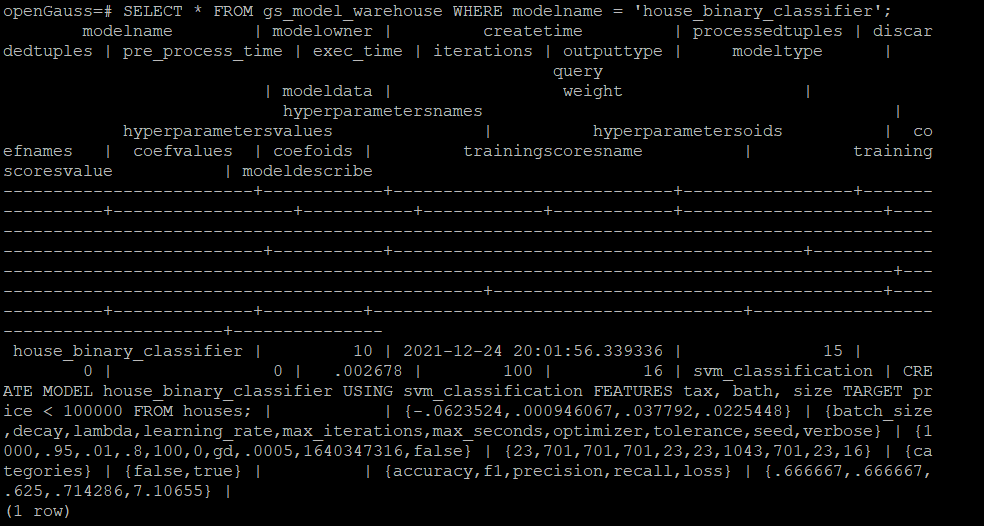 openGauss=# SELECT * FROM gs_model_warehouse WHERE modelname = 'house_binary_classifier';
        modelname        | modelowner |         createtime         | processedtuples | discar
dedtuples | pre_process_time | exec_time | iterations | outputtype |     modeltype      |
                                                       query
                          | modeldata |                 weight                  |
                            hyperparametersnames                                         |
            hyperparametersvalues               |          hyperparametersoids          | co
efnames   |  coefvalues  | coefoids |         trainingscoresname          |          training
scoresvalue           | modeldescribe
-------------------------+------------+----------------------------+-----------------+-------
----------+------------------+-----------+------------+------------+--------------------+----
---------------------------------------------------------------------------------------------
--------------------------+-----------+-----------------------------------------+------------
-----------------------------------------------------------------------------------------+---
------------------------------------------------+---------------------------------------+----
----------+--------------+----------+-------------------------------------+------------------
----------------------+---------------
 house_binary_classifier |         10 | 2021-12-24 20:01:56.339336 |              15 |
        0 |                0 |   .002678 |        100 |         16 | svm_classification | CRE
ATE MODEL house_binary_classifier USING svm_classification FEATURES tax, bath, size TARGET pr
ice < 100000 FROM houses; |           | {-.0623524,.000946067,.037792,.0225448} | {batch_size
,decay,lambda,learning_rate,max_iterations,max_seconds,optimizer,tolerance,seed,verbose} | {1
000,.95,.01,.8,100,0,gd,.0005,1640347316,false} | {23,701,701,701,23,23,1043,701,23,16} | {ca
tegories} | {false,true} |          | {accuracy,f1,precision,recall,loss} | {.666667,.666667,
.625,.714286,7.10655} |
(1 row)